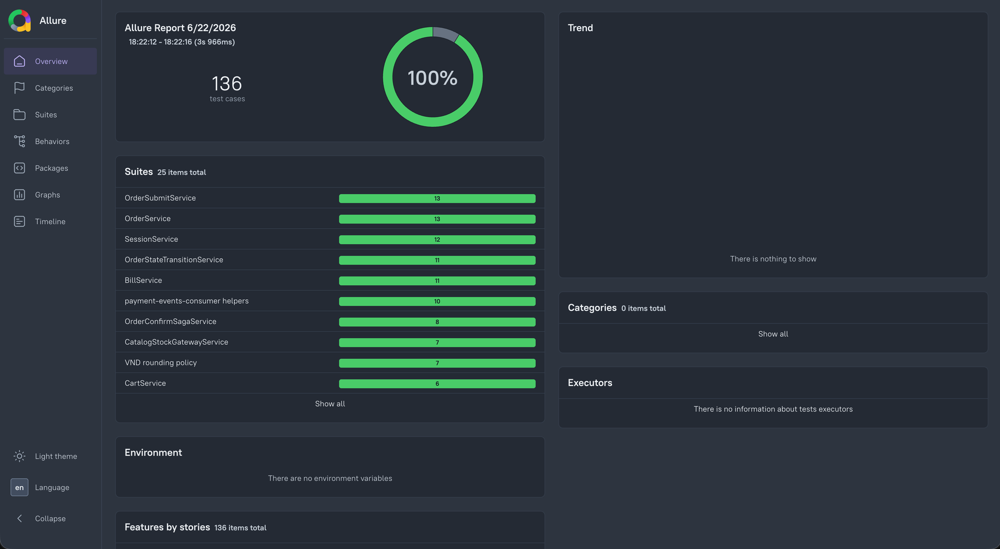 Allure
Overview
Categories
Suites
Behaviors
Packages
Graphs
Timeline
Light theme
en Language
Collapse
Allure Report 6/22/2026
18:22:12 - 18:22:16 (3s 966ms)
136
test cases
100%
Suites 25 items total
OrderSubmitService 13
OrderService 13
SessionService 12
OrderStateTransitionService 11
BillService 11
payment-events-consumer helpers 10
OrderConfirmSagaService 8
CatalogStockGatewayService 7
VND rounding policy 7
CartService 6
Show all
Environment
There are no environment variables
Features by stories 136 items total
Trend
There is nothing to show
Categories 0 items total
Show all
Executors
There is no information about tests executors